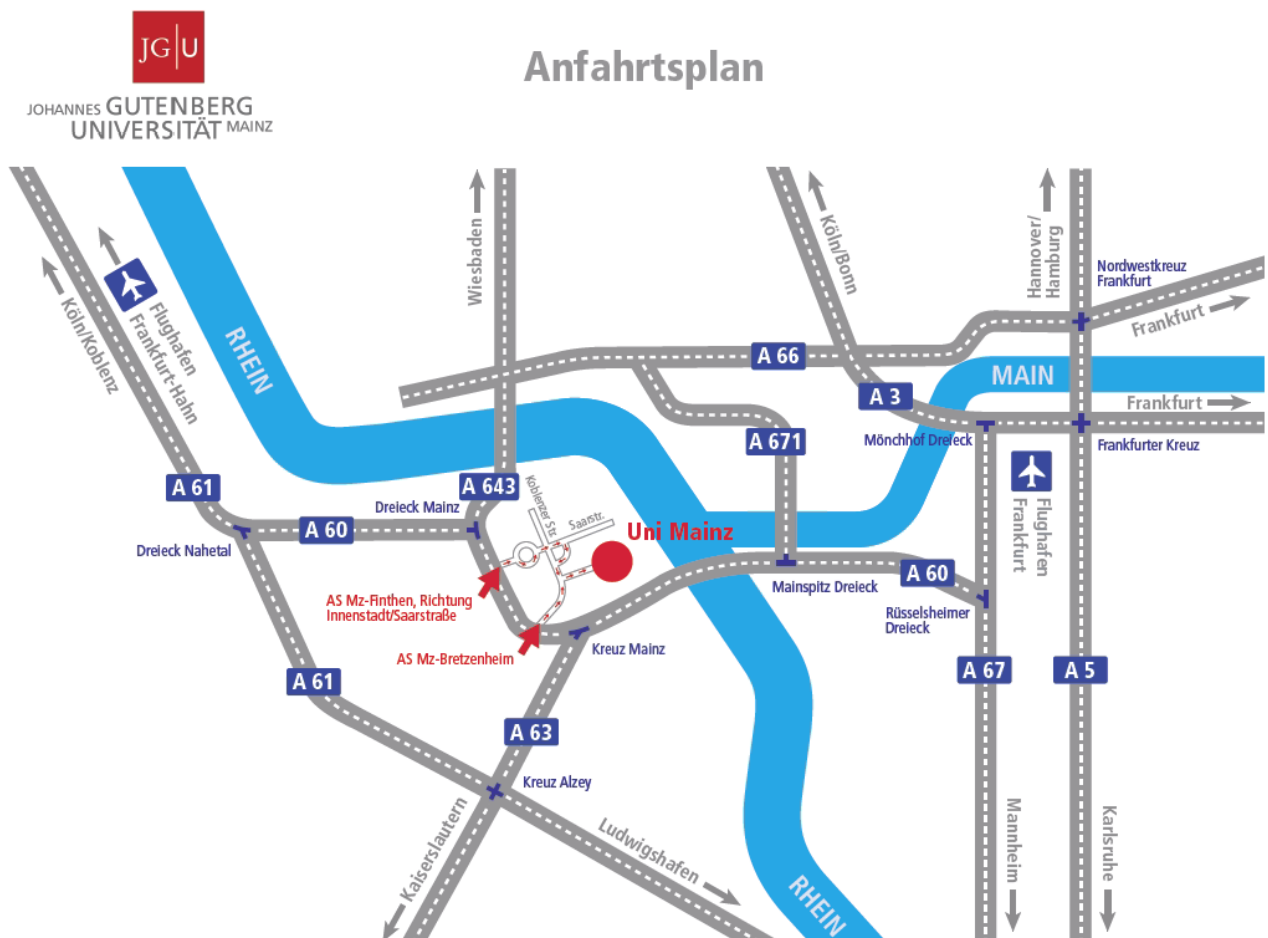 JG|U
JOHANNES GUTENBERG
UNIVERSITÄT MAINZ
Anfahrtsplan
Wiesbaden
Köln/Bonn
Hannover/
Hamburg
Nordwestkreuz
Frankfurt
Frankfurt
Köln/Koblenz
Flughafen
Frankfurt-Hahn
RHEIN
A 66
MAIN
A 3
Frankfurt
Mönchhof Dreieck
Frankfurter Kreuz
A 671
A 61
A 643
Dreieck Mainz
Koblenzer Str.
Saarstr.
Uni Mainz
Flughafen
Frankfurt
A 60
Dreieck Nahetal
Mainspitz Dreieck
A 60
Rüsselsheimer
Dreieck
AS Mz-Finthen, Richtung
Innenstadt/Saarstraße
AS Mz-Bretzenheim
Kreuz Mainz
A 61
A 67
A 5
A 63
Kreuz Alzey
Kaiserslautern
Ludwigshafen
RHEIN
Mannheim
Karlsruhe